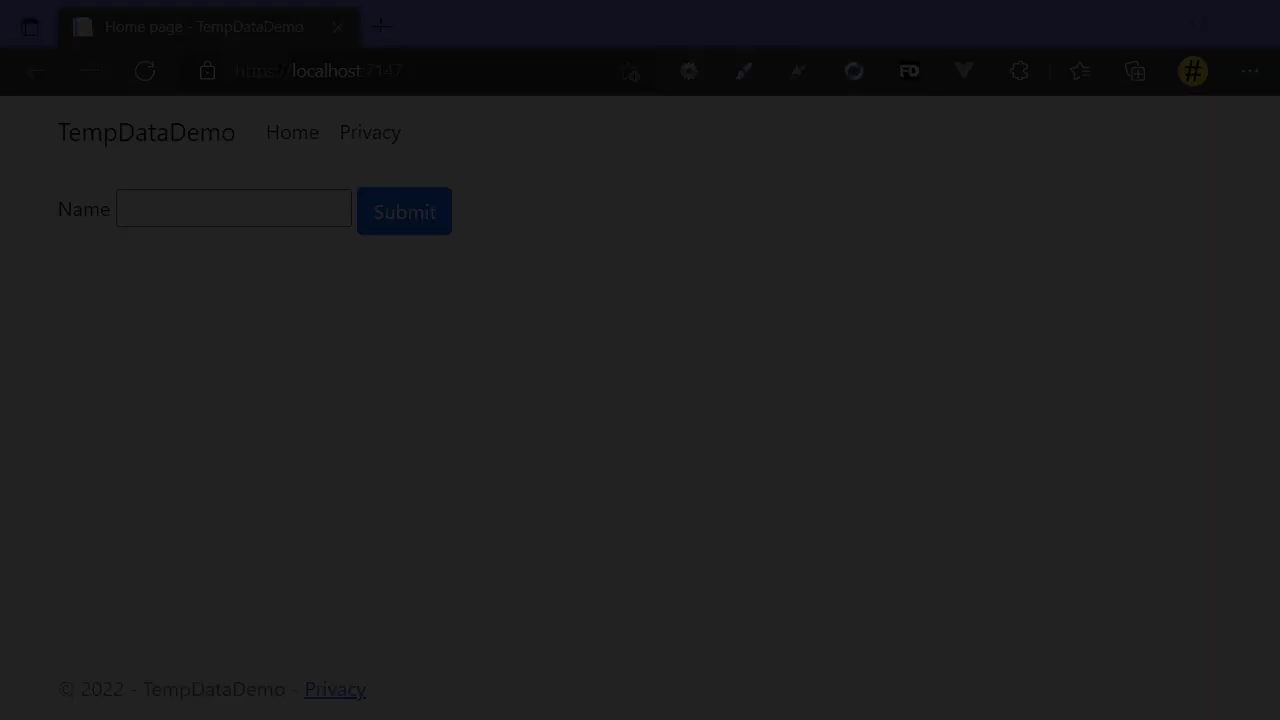 Home page - TempDataDemo
https://localhost:7147
FD
#
TempDataDemo Home Privacy
Name Submit
© 2022 - TempDataDemo - Privacy